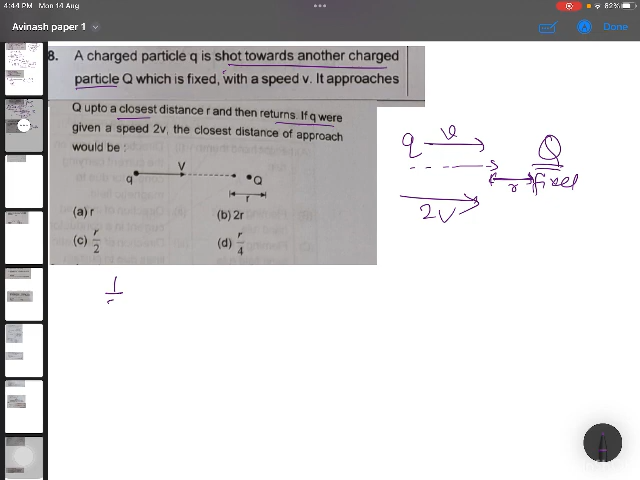 4:44 PM Mon 14 Aug
62%
Avinash paper 1
Done
8. A charged particle q is shot towards another charged
particle Q which is fixed, with a speed v. It approaches
Q upto a closest distance r and then returns. If q were
given a speed 2v, the closest distance of approach
would be :
q V Q
r
(a) r (b) 2r
(c) r/2 (d) r/4
q v Q
r fixed
2V
1